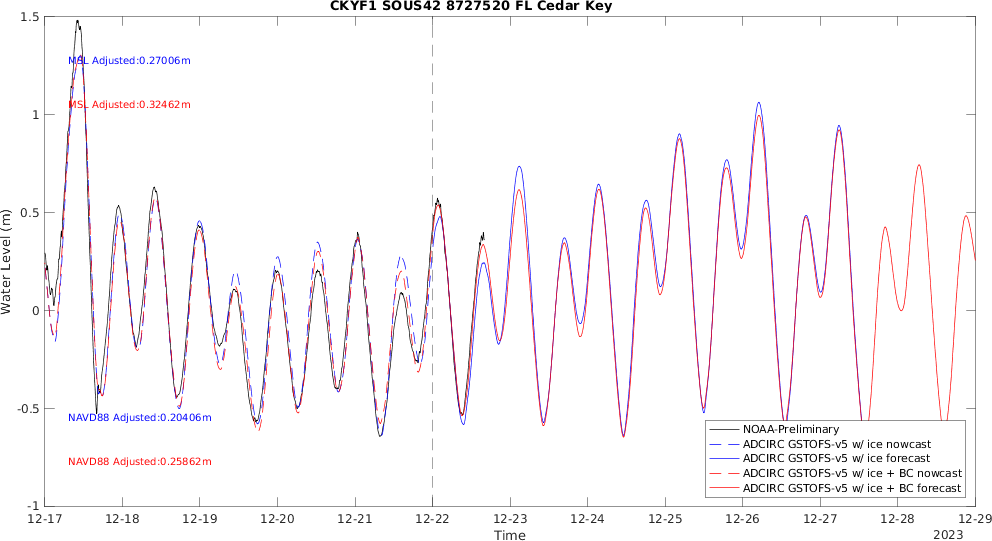 CKYF1 SOUS42 8727520 FL Cedar Key
1.5
1
0.5
0
-0.5
-1
Water Level (m)
MSL Adjusted:0.27006m
MSL Adjusted:0.32462m
NAVD88 Adjusted:0.20406m
NAVD88 Adjusted:0.25862m
NOAA-Preliminary
ADCIRC GSTOFS-v5 w/ ice nowcast
ADCIRC GSTOFS-v5 w/ ice forecast
ADCIRC GSTOFS-v5 w/ ice + BC nowcast
ADCIRC GSTOFS-v5 w/ ice + BC forecast
12-17 12-18 12-19 12-20 12-21 12-22 12-23 12-24 12-25 12-26 12-27 12-28 12-29
Time
2023